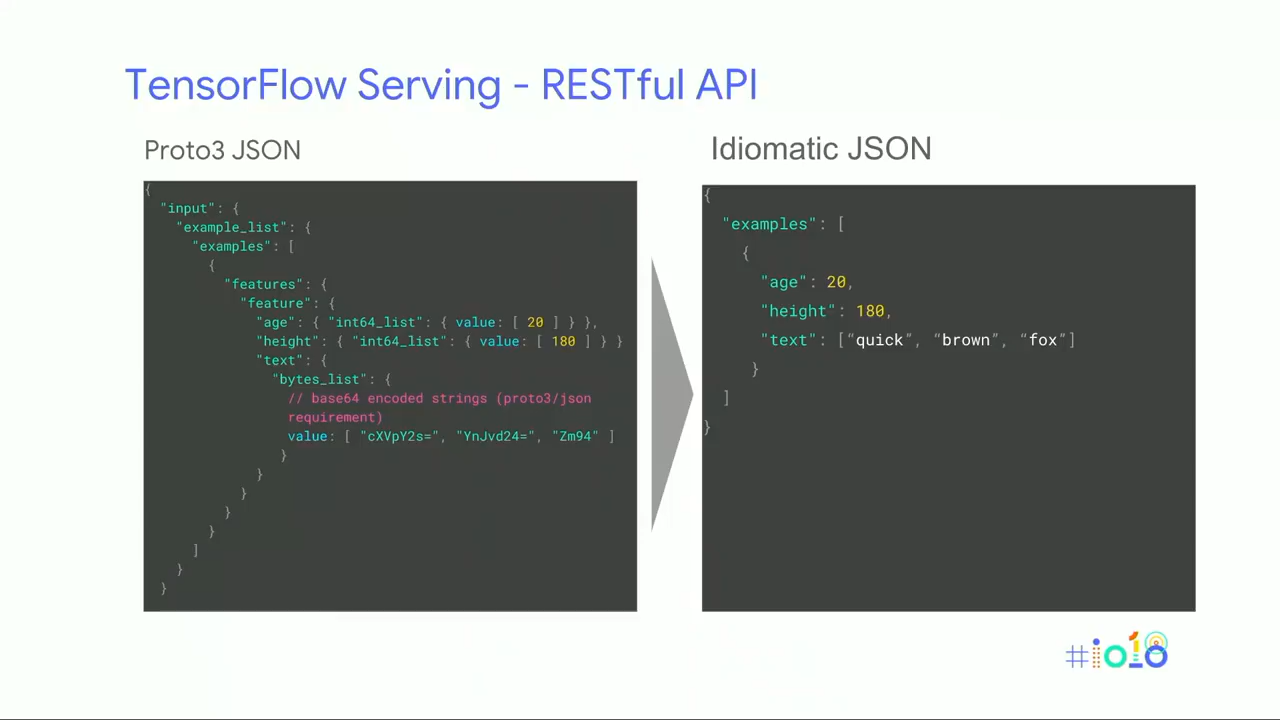 TensorFlow Serving - RESTful API
Proto3 JSON
{
"input": {
"example_list": {
"examples": [
{
"features": {
"feature": {
"age": { "int64_list": { value: [ 20 ] } },
"height": { "int64_list": { value: [ 180 ] } }
"text": {
"bytes_list": {
// base64 encoded strings (proto3/json
requirement)
value: [ "cXVpY2s=", "YnJvd24=", "Zm94" ]
}
}
}
}
}
]
}
}
Idiomatic JSON
{
"examples": [
{
"age": 20,
"height": 180,
"text": [“quick”, “brown”, “fox”]
}
]
}
#io18